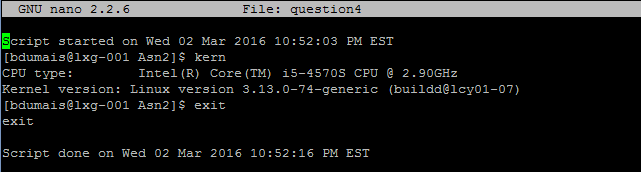 GNU nano 2.2.6 File: question4
Script started on Wed 02 Mar 2016 10:52:03 PM EST
[bdumais@lxg-001 Asn2]$ kern
CPU type: Intel(R) Core(TM) i5-4570S CPU @ 2.90GHz
Kernel version: Linux version 3.13.0-74-generic (buildd@lcy01-07)
[bdumais@lxg-001 Asn2]$ exit
exit
Script done on Wed 02 Mar 2016 10:52:16 PM EST